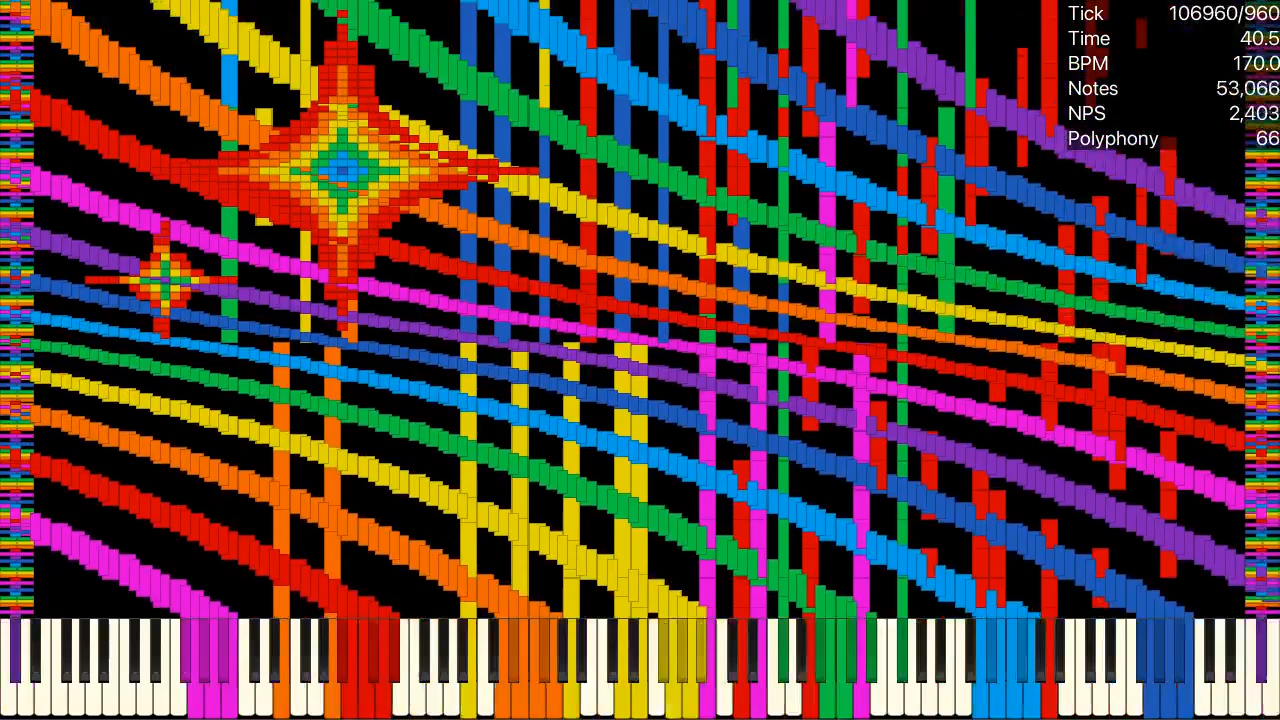 Tick 106960/960
Time 40.5
BPM 170.0
Notes 53,066
NPS 2,403
Polyphony 66